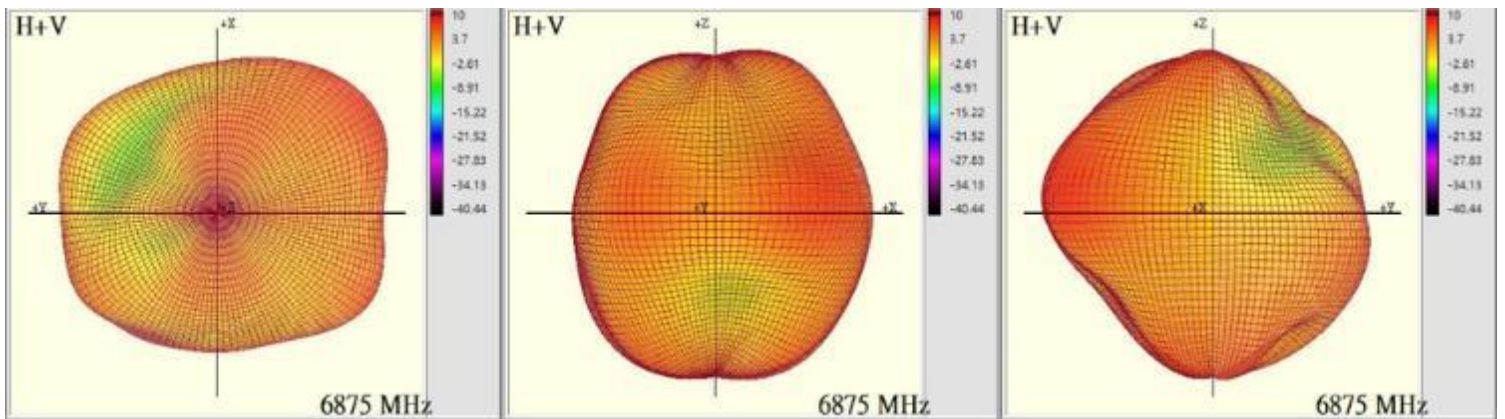 H+V
+X
+Y
+Z
6875 MHz
10
3.7
-2.61
-8.91
-15.22
-21.52
-27.83
-34.13
-40.44
H+V
+Z
+Y
+X
6875 MHz
10
3.7
-2.61
-8.91
-15.22
-21.52
-27.83
-34.13
-40.44
H+V
+Z
+X
+Y
6875 MHz
10
3.7
-2.61
-8.91
-15.22
-21.52
-27.83
-34.13
-40.44